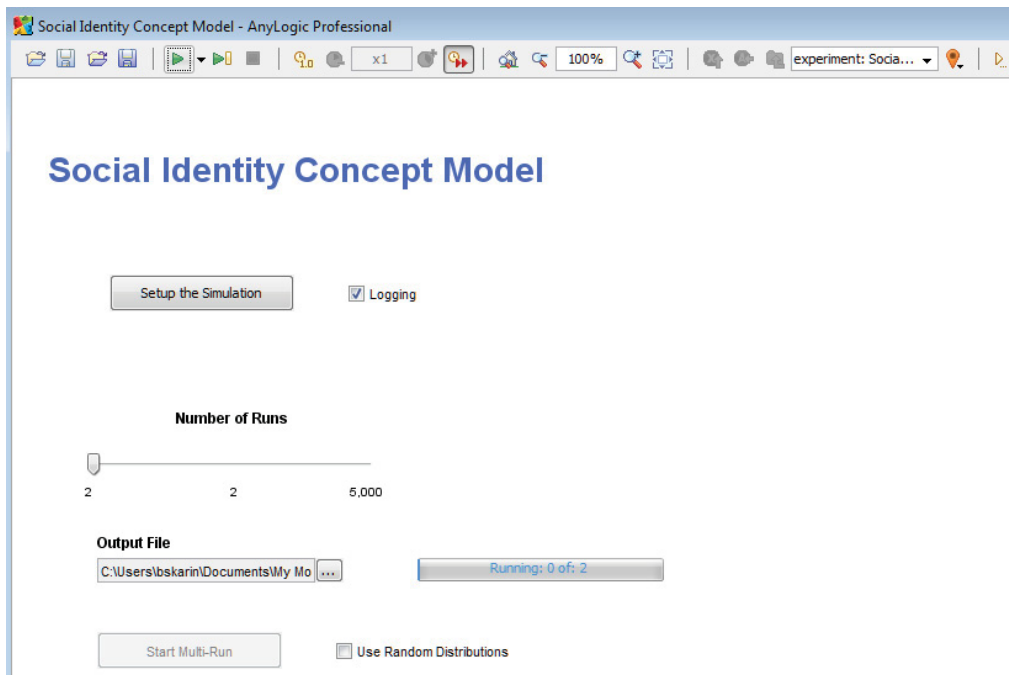 Social Identity Concept Model - AnyLogic Professional
x1 100% experiment: Socia...
Social Identity Concept Model
Setup the Simulation Logging
Number of Runs
2 2 5,000
Output File
C:\Users\bskarin\Documents\My Mo ... Running: 0 of: 2
Start Multi-Run Use Random Distributions